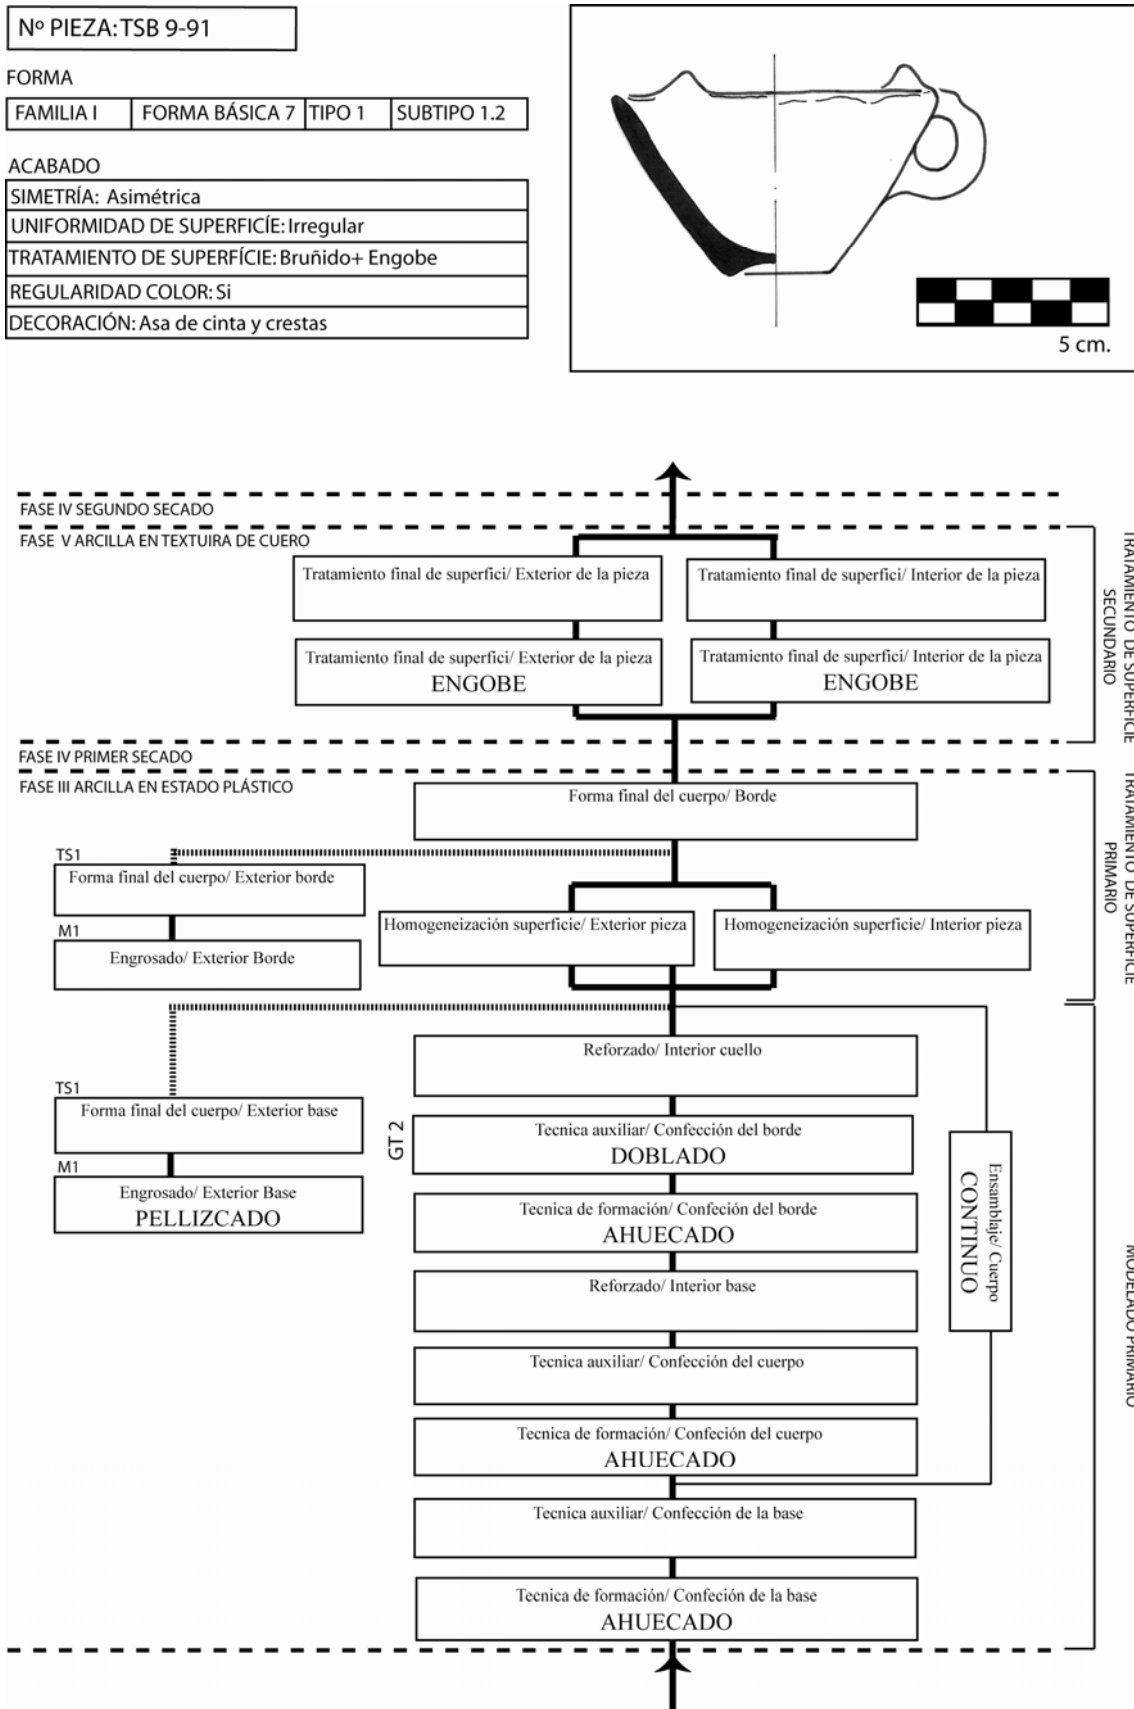 Nº PIEZA: TSB 9-91
FORMA
FAMILIA I FORMA BÁSICA 7 TIPO 1 SUBTIPO 1.2
ACABADO
SIMETRÍA: Asimétrica
UNIFORMIDAD DE SUPERFICÍE: Irregular
TRATAMIENTO DE SUPERFÍCIE: Bruñido+ Engobe
REGULARIDAD COLOR: Si
DECORACIÓN: Asa de cinta y crestas
5 cm.
FASE IV SEGUNDO SECADO
FASE V ARCILLA EN TEXTUIRA DE CUERO
Tratamiento final de superfici/ Exterior de la pieza
Tratamiento final de superfici/ Interior de la pieza
Tratamiento final de superfici/ Exterior de la pieza
ENGOBE
Tratamiento final de superfici/ Interior de la pieza
ENGOBE
TRATAMIENTO DE SUPERFICIE
SECUNDARIO
FASE IV PRIMER SECADO
FASE III ARCILLA EN ESTADO PLÁSTICO
Forma final del cuerpo/ Borde
TS1
Forma final del cuerpo/ Exterior borde
M1
Engrosado/ Exterior Borde
Homogeneización superficie/ Exterior pieza
Homogeneización superficie/ Interior pieza
TRATAMIENTO DE SUPERFICIE
PRIMARIO
Reforzado/ Interior cuello
TS1
Forma final del cuerpo/ Exterior base
M1
Engrosado/ Exterior Base
PELLIZCADO
GT 2
Tecnica auxiliar/ Confección del borde
DOBLADO
Tecnica de formación/ Confeción del borde
AHUECADO
Reforzado/ Interior base
Tecnica auxiliar/ Confección del cuerpo
Tecnica de formación/ Confeción del cuerpo
AHUECADO
Ensamblaje/ Cuerpo
CONTINUO
Tecnica auxiliar/ Confección de la base
Tecnica de formación/ Confeción de la base
AHUECADO
MODELADO PRIMARIO